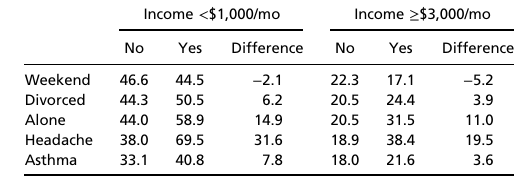 Income <$1,000/mo Income ≥$3,000/mo
No Yes Difference No Yes Difference
Weekend 46.6 44.5 −2.1 22.3 17.1 −5.2
Divorced 44.3 50.5 6.2 20.5 24.4 3.9
Alone 44.0 58.9 14.9 20.5 31.5 11.0
Headache 38.0 69.5 31.6 18.9 38.4 19.5
Asthma 33.1 40.8 7.8 18.0 21.6 3.6